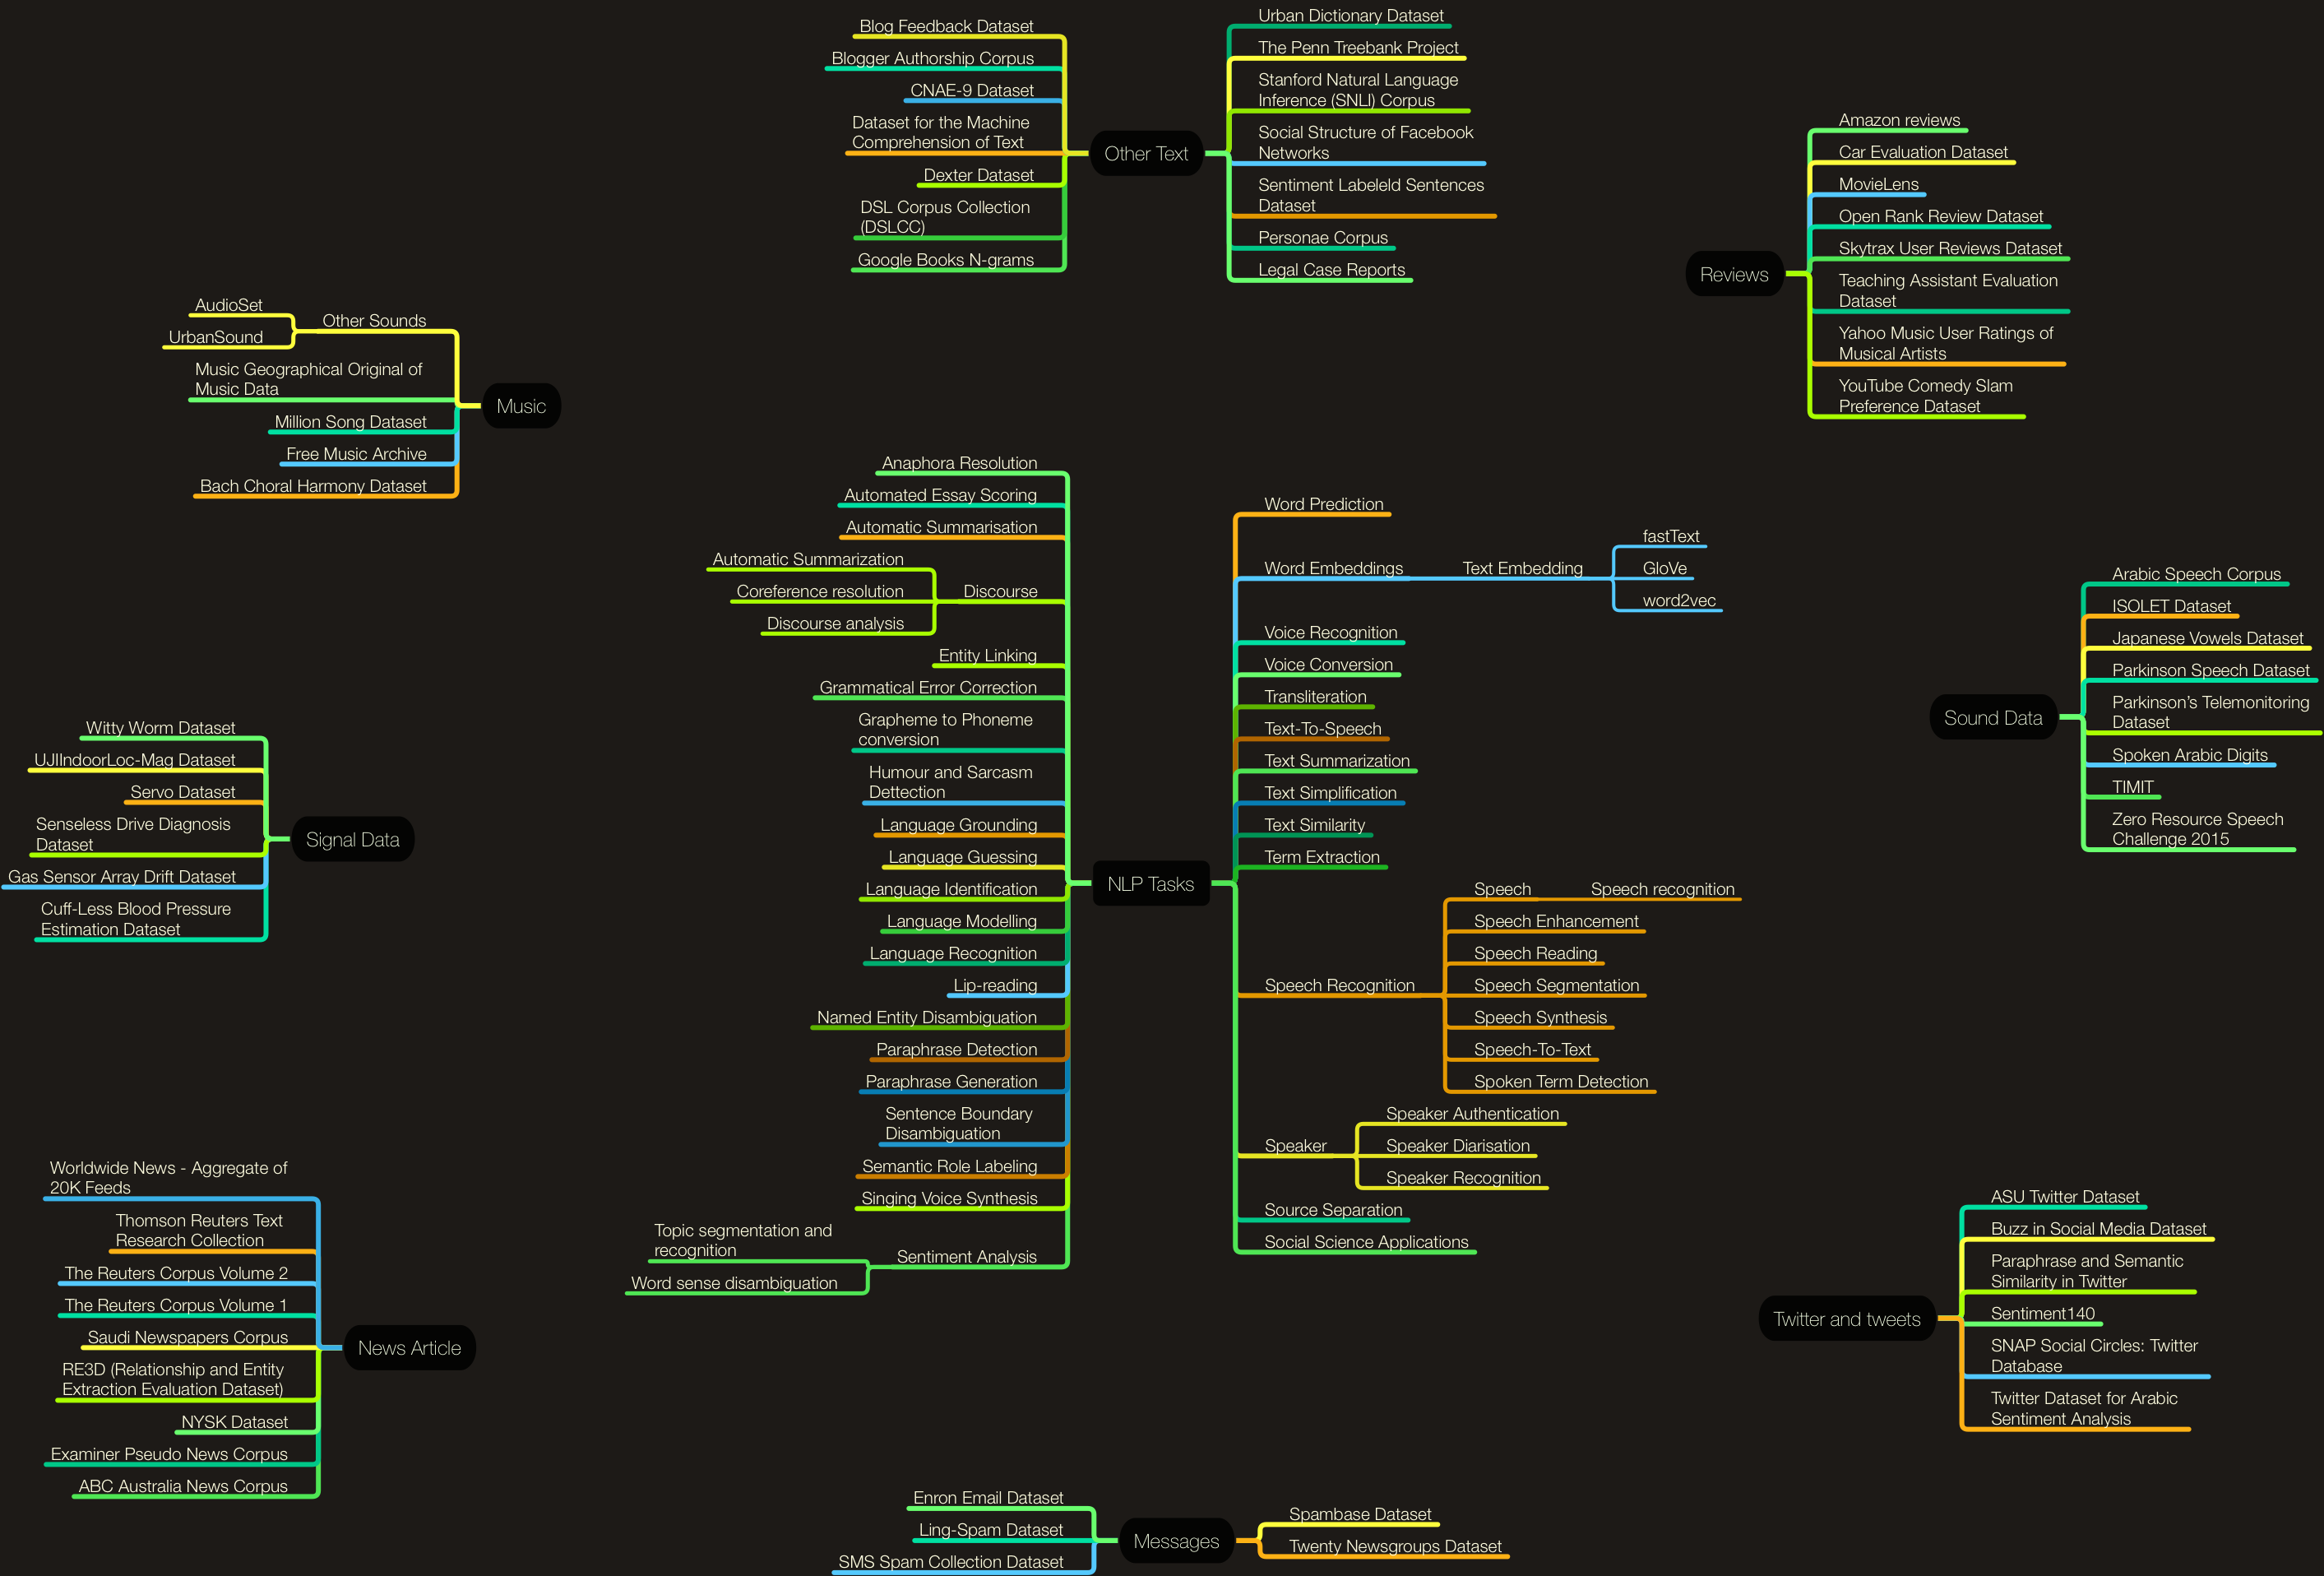 Blog Feedback Dataset
Blogger Authorship Corpus
CNAE-9 Dataset
Dataset for the Machine
Comprehension of Text
Dexter Dataset
DSL Corpus Collection
(DSLCC)
Google Books N-grams
Other Text
Urban Dictionary Dataset
The Penn Treebank Project
Stanford Natural Language
Inference (SNLI) Corpus
Social Structure of Facebook
Networks
Sentiment Labeleld Sentences
Dataset
Personae Corpus
Legal Case Reports
Reviews
Amazon reviews
Car Evaluation Dataset
MovieLens
Open Rank Review Dataset
Skytrax User Reviews Dataset
Teaching Assistant Evaluation
Dataset
Yahoo Music User Ratings of
Musical Artists
YouTube Comedy Slam
Preference Dataset
AudioSet
UrbanSound
Other Sounds
Music Geographical Original of
Music Data
Million Song Dataset
Free Music Archive
Bach Choral Harmony Dataset
Music
Anaphora Resolution
Automated Essay Scoring
Automatic Summarisation
Automatic Summarization
Coreference resolution
Discourse analysis
Discourse
Entity Linking
Grammatical Error Correction
Grapheme to Phoneme
conversion
Humour and Sarcasm
Dettection
Language Grounding
Language Guessing
Language Identification
Language Modelling
Language Recognition
Lip-reading
Named Entity Disambiguation
Paraphrase Detection
Paraphrase Generation
Sentence Boundary
Disambiguation
Semantic Role Labeling
Singing Voice Synthesis
Topic segmentation and
recognition
Word sense disambiguation
Sentiment Analysis
NLP Tasks
Word Prediction
Word Embeddings
Text Embedding
fastText
GloVe
word2vec
Voice Recognition
Voice Conversion
Transliteration
Text-To-Speech
Text Summarization
Text Simplification
Text Similarity
Term Extraction
Speech Recognition
Speech
Speech recognition
Speech Enhancement
Speech Reading
Speech Segmentation
Speech Synthesis
Speech-To-Text
Spoken Term Detection
Speaker
Speaker Authentication
Speaker Diarisation
Speaker Recognition
Source Separation
Social Science Applications
Sound Data
Arabic Speech Corpus
ISOLET Dataset
Japanese Vowels Dataset
Parkinson Speech Dataset
Parkinson’s Telemonitoring
Dataset
Spoken Arabic Digits
TIMIT
Zero Resource Speech
Challenge 2015
Witty Worm Dataset
UJIIndoorLoc-Mag Dataset
Servo Dataset
Senseless Drive Diagnosis
Dataset
Gas Sensor Array Drift Dataset
Cuff-Less Blood Pressure
Estimation Dataset
Signal Data
Worldwide News - Aggregate of
20K Feeds
Thomson Reuters Text
Research Collection
The Reuters Corpus Volume 2
The Reuters Corpus Volume 1
Saudi Newspapers Corpus
RE3D (Relationship and Entity
Extraction Evaluation Dataset)
NYSK Dataset
Examiner Pseudo News Corpus
ABC Australia News Corpus
News Article
Twitter and tweets
ASU Twitter Dataset
Buzz in Social Media Dataset
Paraphrase and Semantic
Similarity in Twitter
Sentiment140
SNAP Social Circles: Twitter
Database
Twitter Dataset for Arabic
Sentiment Analysis
Enron Email Dataset
Ling-Spam Dataset
SMS Spam Collection Dataset
Messages
Spambase Dataset
Twenty Newsgroups Dataset